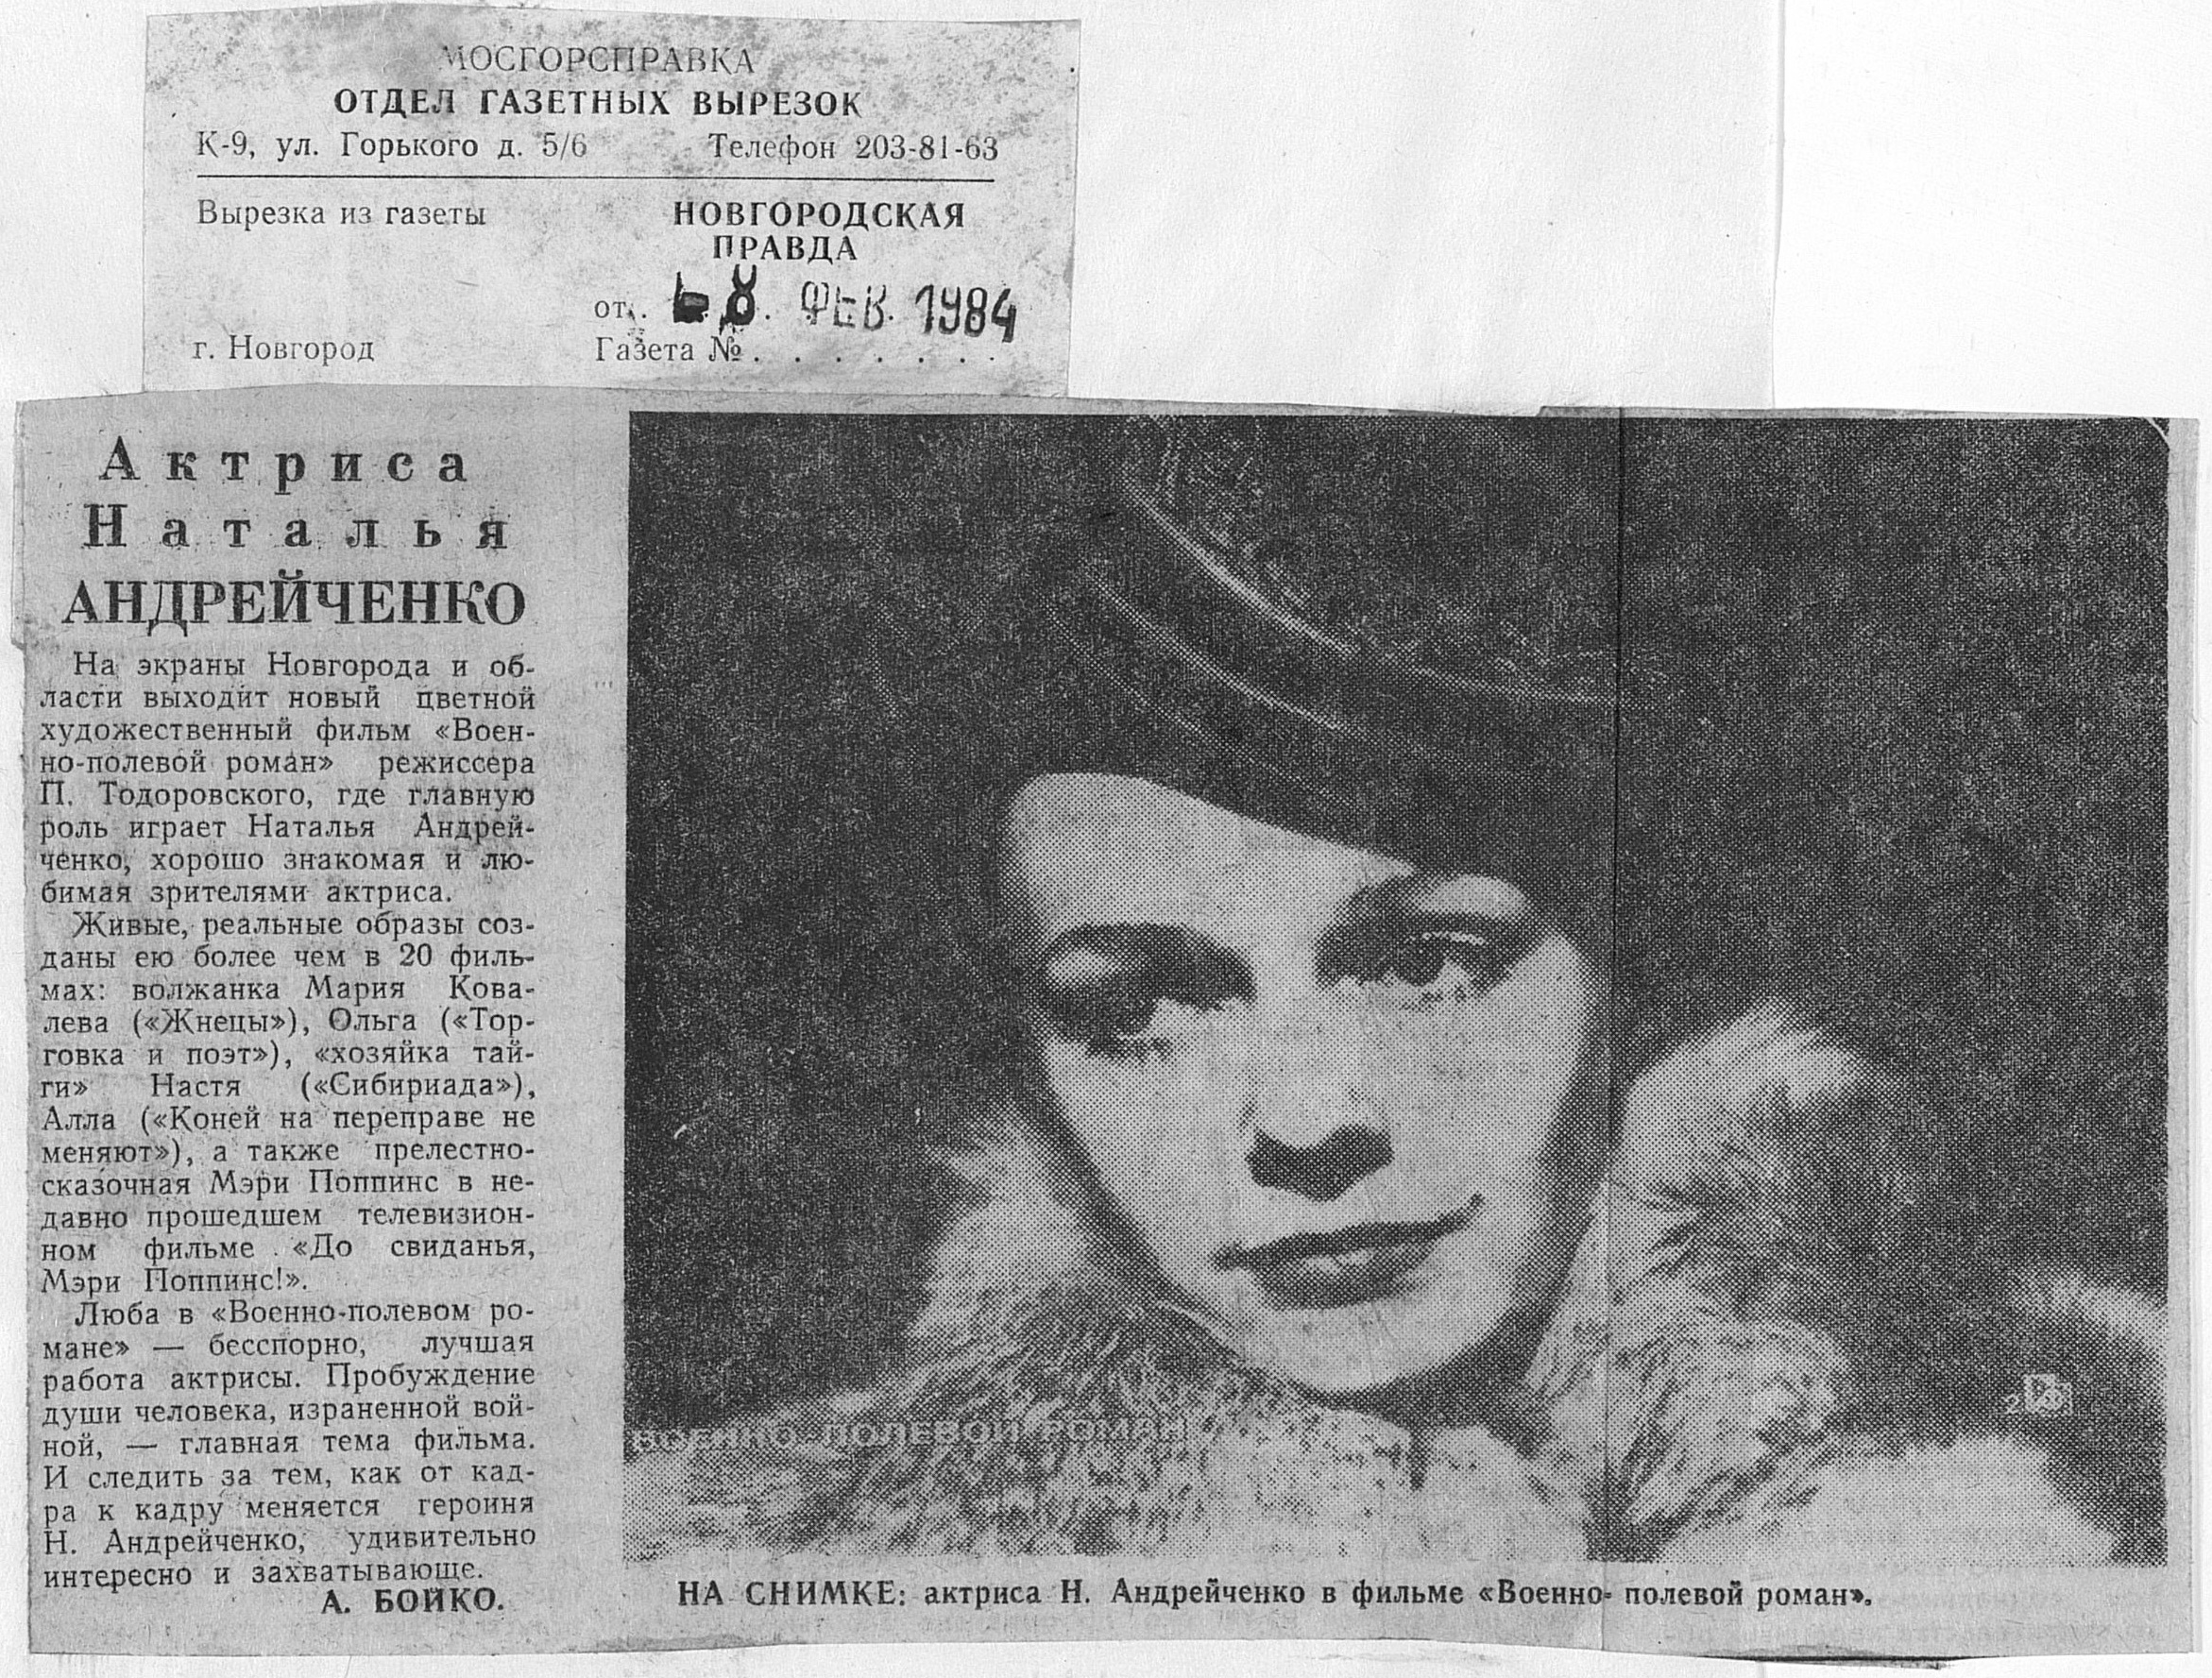 МОСГОРСПРАВКА
ОТДЕЛ ГАЗЕТНЫХ ВЫРЕЗОК
К-9, ул. Горького д. 5/6 Телефон 203-81-63
Вырезка из газеты НОВГОРОДСКАЯ
ПРАВДА
от 8 ФЕВ. 1984
г. Новгород Газета № . . . . . . .
Актриса
Наталья
АНДРЕЙЧЕНКО
На экраны Новгорода и об-
ласти выходит новый цветной
художественный фильм «Воен-
но-полевой роман» режиссера
П. Тодоровского, где главную
роль играет Наталья Андрей-
ченко, хорошо знакомая и лю-
бимая зрителями актриса.
Живые, реальные образы соз-
даны ею более чем в 20 филь-
мах: волжанка Мария Кова-
лева («Жнецы»), Ольга («Тор-
говка и поэт»), «хозяйка тай-
ги» Настя («Сибириада»),
Алла («Коней на переправе не
меняют»), а также прелестно-
сказочная Мэри Поппинс в не-
давно прошедшем телевизион-
ном фильме «До свиданья,
Мэри Поппинс!».
Люба в «Военно-полевом ро-
мане» — бесспорно, лучшая
работа актрисы. Пробуждение
души человека, израненной вой-
ной, — главная тема фильма.
И следить за тем, как от кад-
ра к кадру меняется героиня
Н. Андрейченко, удивительно
интересно и захватывающе.
А. БОЙКО.
ВОЕННО-ПОЛЕВОЙ РОМАН
НА СНИМКЕ: актриса Н. Андрейченко в фильме «Военно-полевой роман».